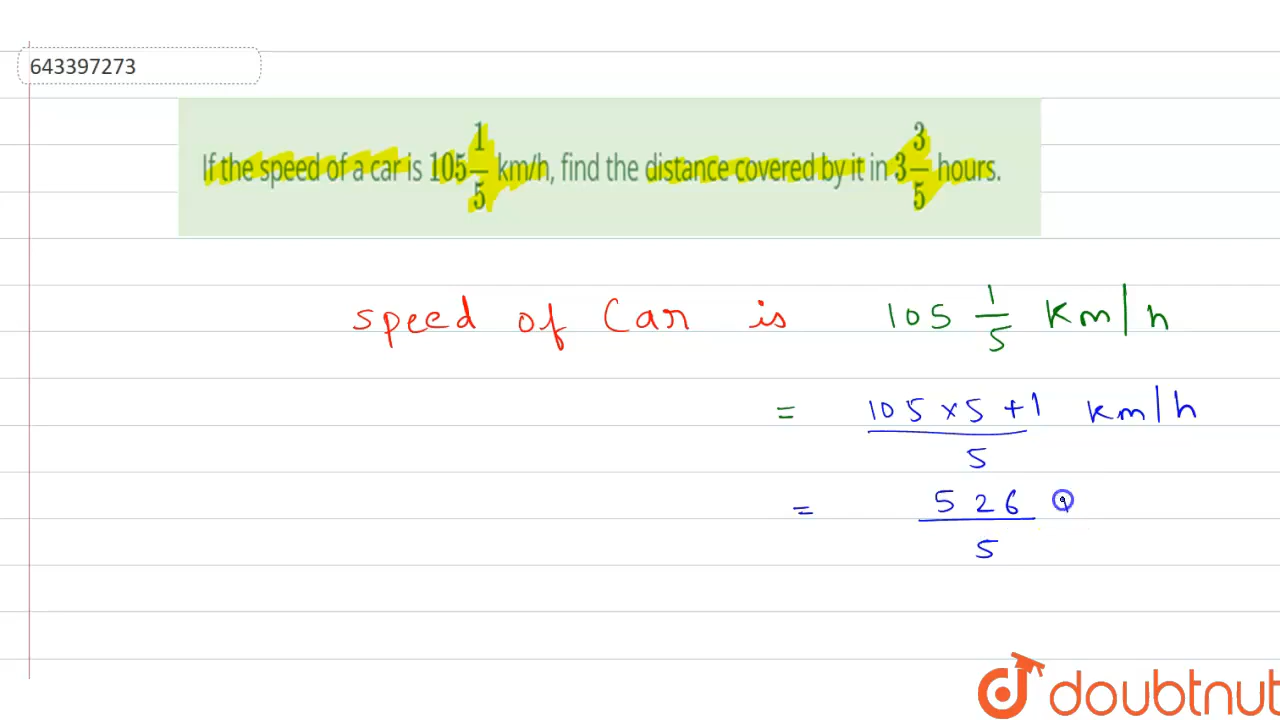 643397273
If the speed of a car is 105 1/5 km/h, find the distance covered by it in 3 3/5 hours.
speed of Car is 105 1/5 Km/h
= 105 × 5 + 1 / 5 Km/h
= 526 / 5
doubtnut